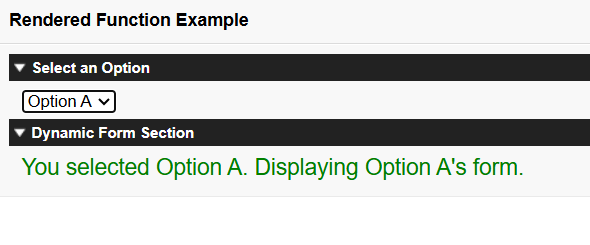 Rendered Function Example
Select an Option
Option A
Dynamic Form Section
You selected Option A. Displaying Option A's form.